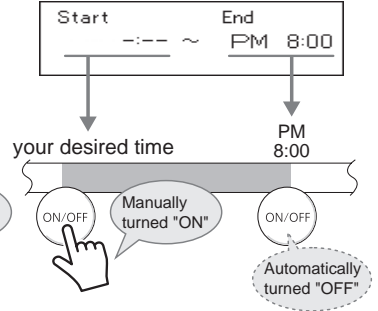 Start End
-:-- ~ PM 8:00
your desired time
PM
8:00
ON/OFF
Manually
turned "ON"
ON/OFF
Automatically
turned "OFF"